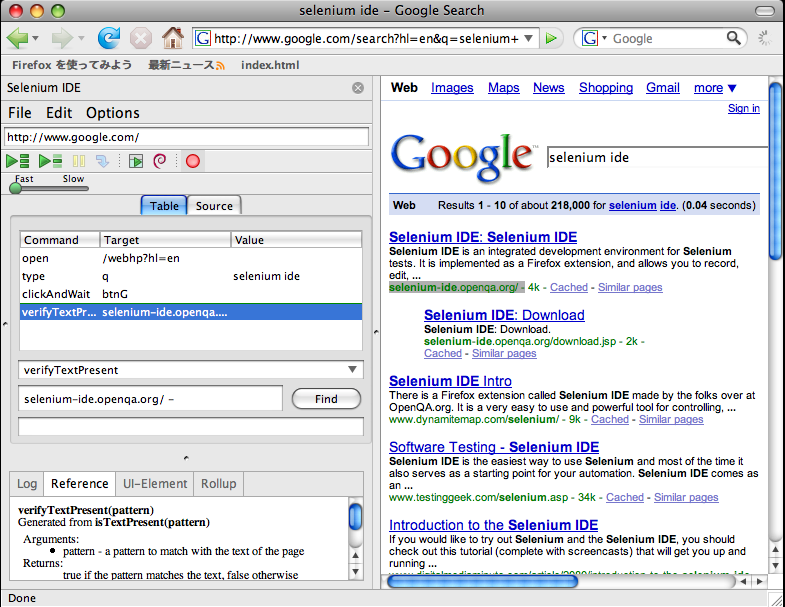 selenium ide - Google Search
http://www.google.com/search?hl=en&q=selenium+
Google
Firefox を使ってみよう 最新ニュース index.html
Selenium IDE
File Edit Options
http://www.google.com/
Fast Slow
Table Source
Command Target Value
open /webhp?hl=en
type q selenium ide
clickAndWait btnG
verifyTextPr... selenium-ide.openqa....
verifyTextPresent
selenium-ide.openqa.org/ - Find
Log Reference UI-Element Rollup
verifyTextPresent(pattern)
Generated from isTextPresent(pattern)
Arguments:
• pattern - a pattern to match with the text of the page
Returns:
true if the pattern matches the text, false otherwise
Web Images Maps News Shopping Gmail more ▼
Sign in
Google™ selenium ide
Web Results 1 - 10 of about 218,000 for selenium ide. (0.04 seconds)
Selenium IDE: Selenium IDE
Selenium IDE is an integrated development environment for Selenium
tests. It is implemented as a Firefox extension, and allows you to record,
edit, ...
selenium-ide.openqa.org/ - 4k - Cached - Similar pages
Selenium IDE: Download
Selenium IDE: Download.
selenium-ide.openqa.org/download.jsp - 2k -
Cached - Similar pages
Selenium IDE Intro
There is a Firefox extension called Selenium IDE made by the folks over at
OpenQA.org. It is a very easy to use and powerful tool for controlling, ...
www.dynamitemap.com/selenium/ - 9k - Cached - Similar pages
Software Testing - Selenium IDE
Selenium IDE is the easiest way to use Selenium and most of the time it
also serves as a starting point for your automation. Selenium IDE comes as
an ...
www.testinggeek.com/selenium.asp - 34k - Cached - Similar pages
Introduction to the Selenium IDE
If you would like to try out Selenium and the Selenium IDE, you should
check out this tutorial (complete with screencasts) that will get you up and
running ...
Done